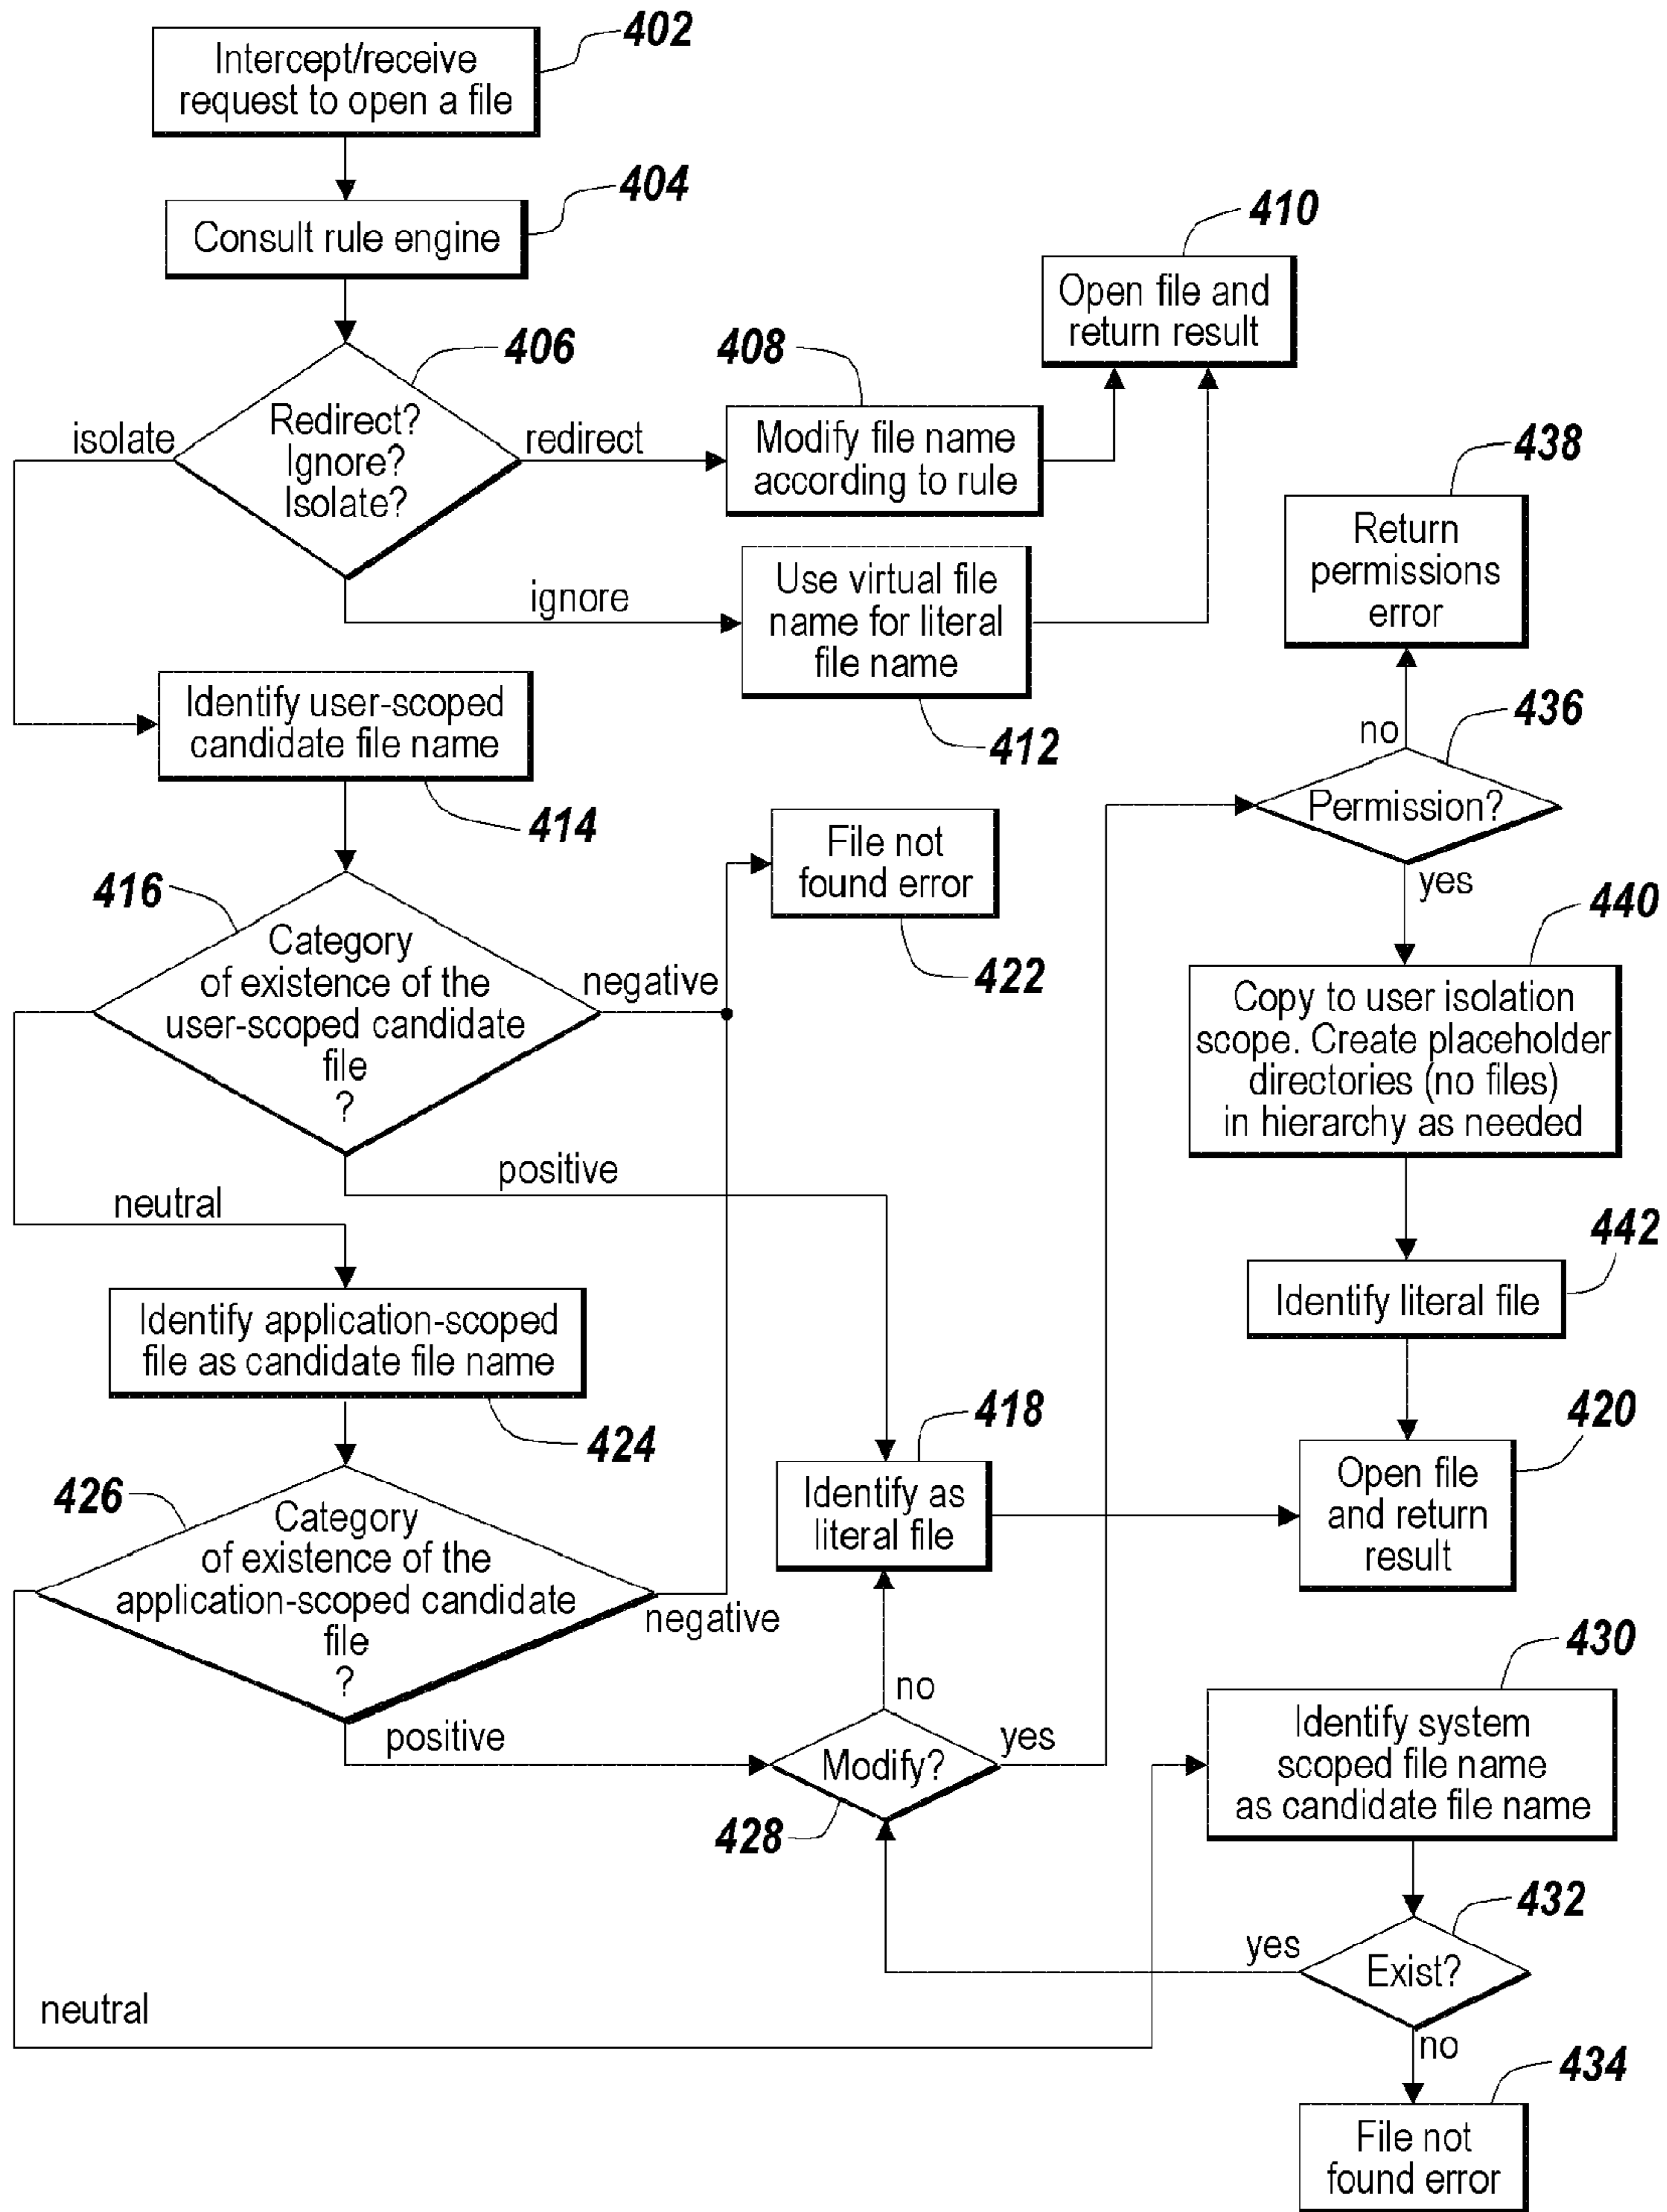 402
Intercept/receive
request to open a file
404
Consult rule engine
410
Open file and
return result
406
Redirect?
Ignore?
Isolate?
isolate
redirect
ignore
408
Modify file name
according to rule
Use virtual file
name for literal
file name
412
438
Return
permissions
error
Identify user-scoped
candidate file name
414
no
436
Permission?
yes
File not
found error
422
416
Category
of existence of the
user-scoped candidate
file
?
negative
positive
neutral
440
Copy to user isolation
scope. Create placeholder
directories (no files)
in hierarchy as needed
442
Identify literal file
Identify application-scoped
file as candidate file name
424
418
Identify as
literal file
420
Open file
and return
result
426
Category
of existence of the
application-scoped candidate
file
?
negative
positive
neutral
no
Modify?
yes
428
430
Identify system
scoped file name
as candidate file name
432
Exist?
yes
no
434
File not
found error